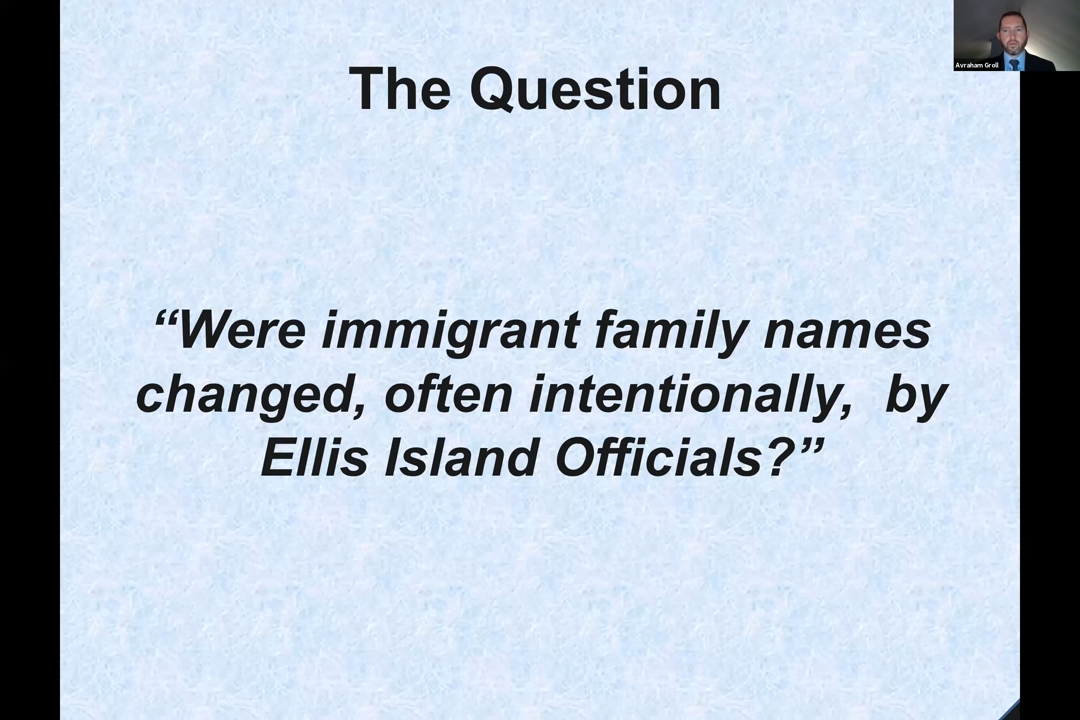 Avraham Groll
The Question
“Were immigrant family names
changed, often intentionally,  by
Ellis Island Officials?”